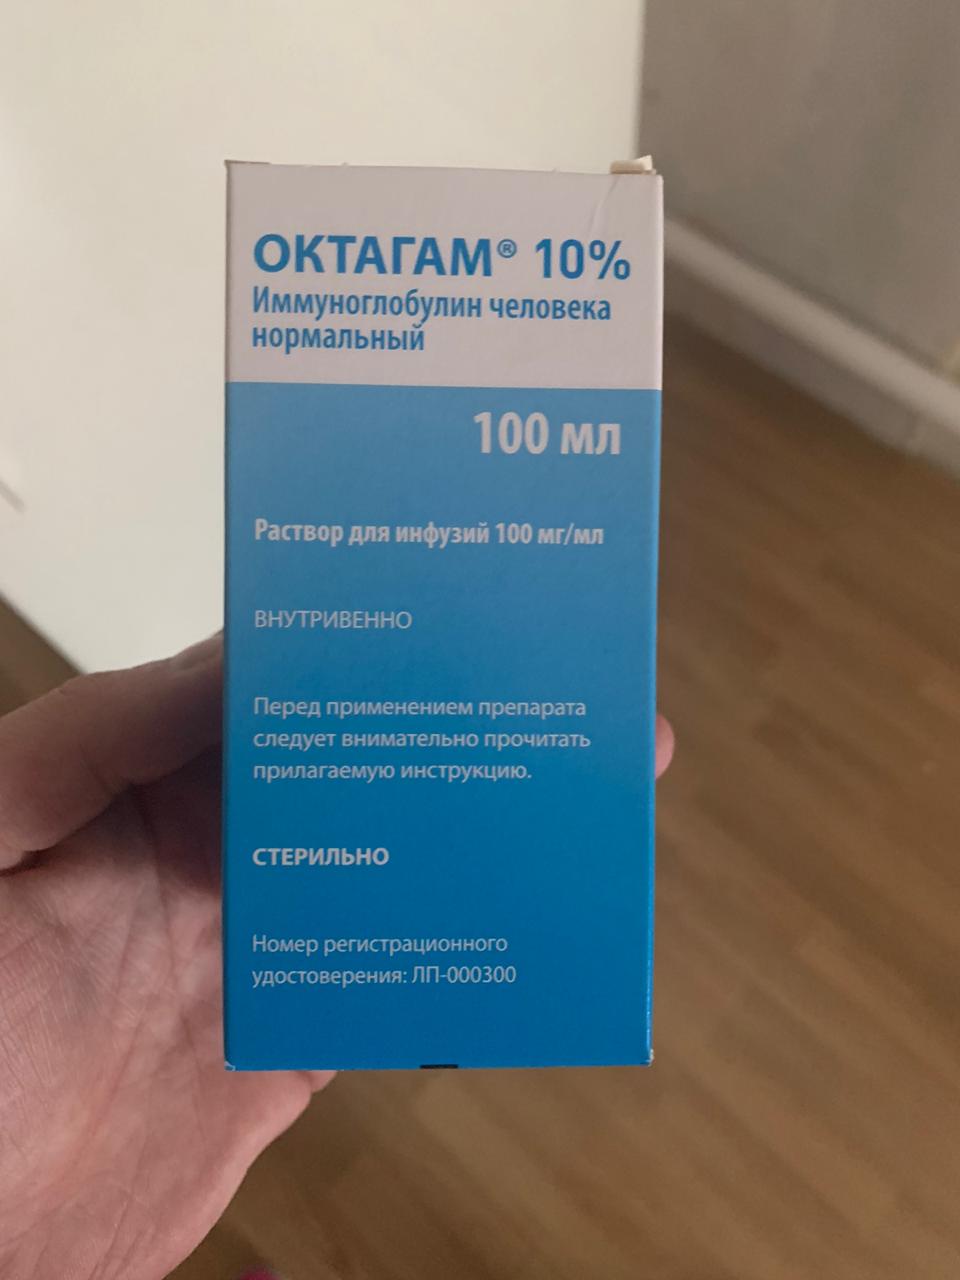 ОКТАГАМ® 10%
Иммуноглобулин человека
нормальный
100 мл
Раствор для инфузий 100 мг/мл
ВНУТРИВЕННО
Перед применением препарата
следует внимательно прочитать
прилагаемую инструкцию.
СТЕРИЛЬНО
Номер регистрационного
удостоверения: ЛП-000300